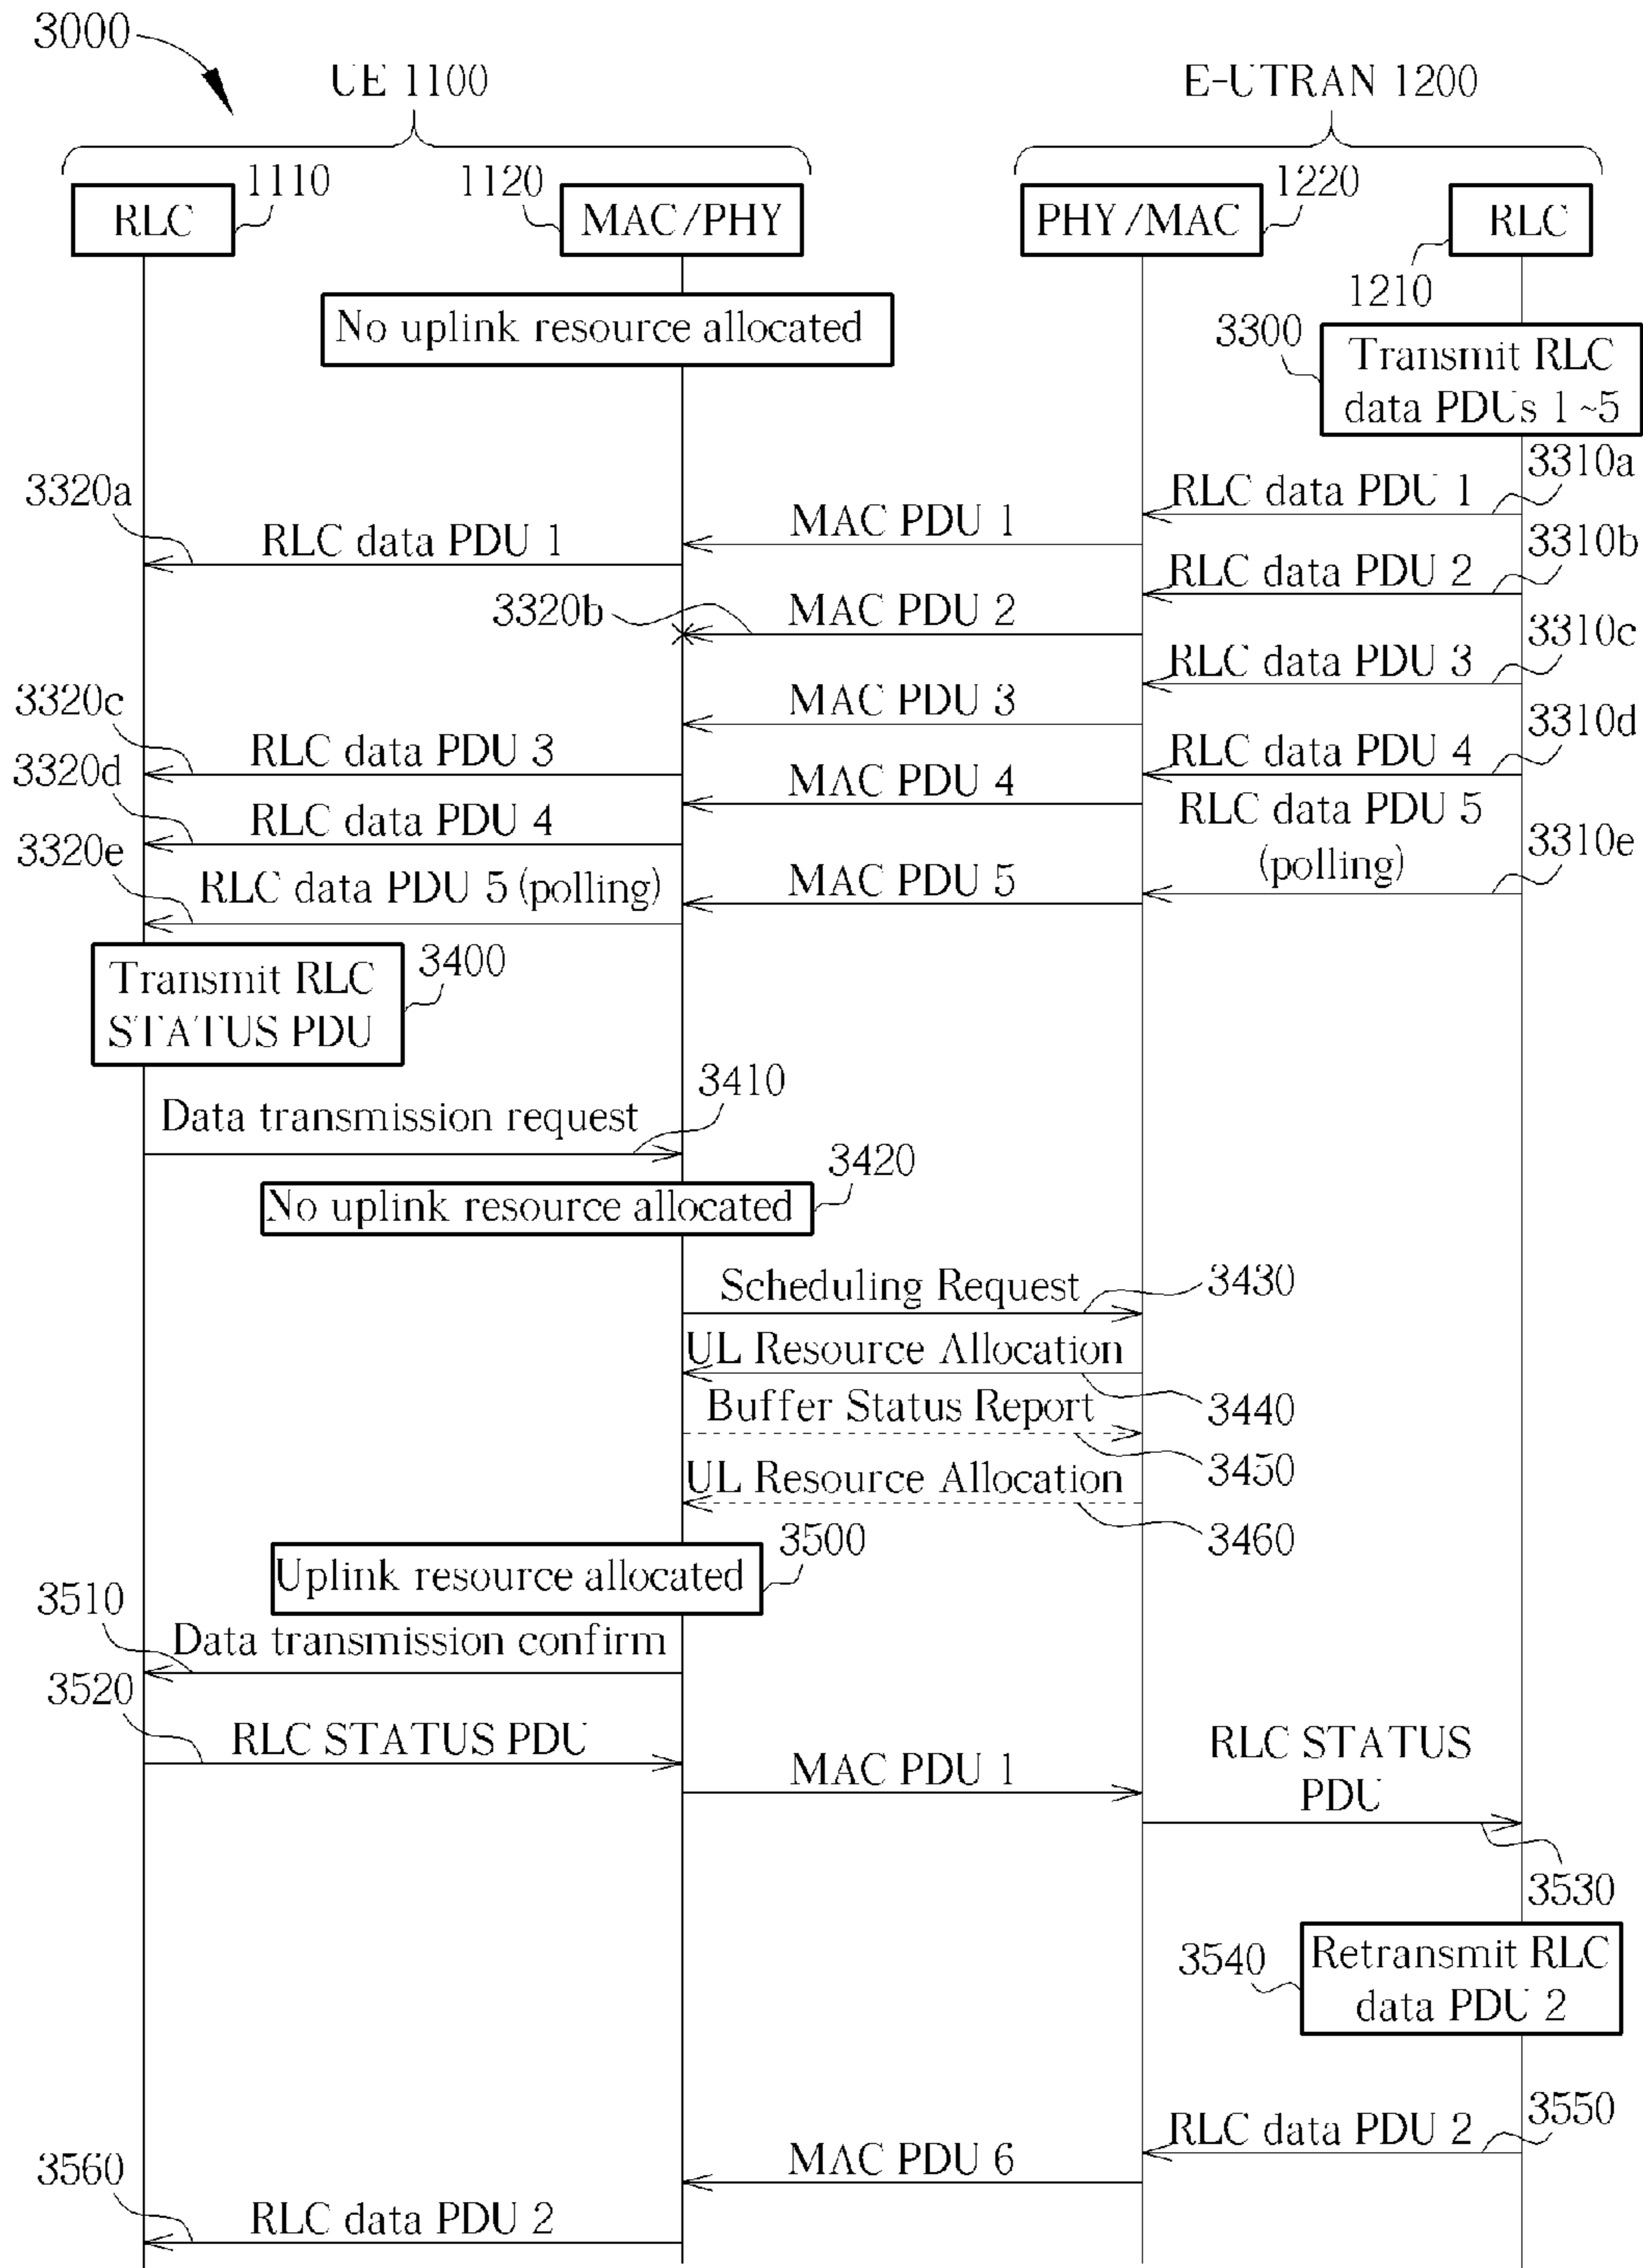 3000
UE 1100
E-UTRAN 1200
RLC
1110
1120
MAC/PHY
PHY/MAC
1220
RLC
1210
No uplink resource allocated
3300
Transmit RLC
data PDUs 1~5
3310a
RLC data PDU 1
MAC PDU 1
3320a
RLC data PDU 1
3310b
RLC data PDU 2
3320b
MAC PDU 2
3310c
RLC data PDU 3
MAC PDU 3
3320c
RLC data PDU 3
3310d
RLC data PDU 4
MAC PDU 4
3320d
RLC data PDU 4
RLC data PDU 5
(polling)
3310e
MAC PDU 5
3320e
RLC data PDU 5 (polling)
Transmit RLC
STATUS PDU
3400
3410
Data transmission request
3420
No uplink resource allocated
Scheduling Request
3430
UL Resource Allocation
3440
Buffer Status Report
3450
UL Resource Allocation
3460
3500
Uplink resource allocated
3510
Data transmission confirm
3520
RLC STATUS PDU
MAC PDU 1
RLC STATUS
PDU
3530
3540
Retransmit RLC
data PDU 2
3550
RLC data PDU 2
MAC PDU 6
3560
RLC data PDU 2